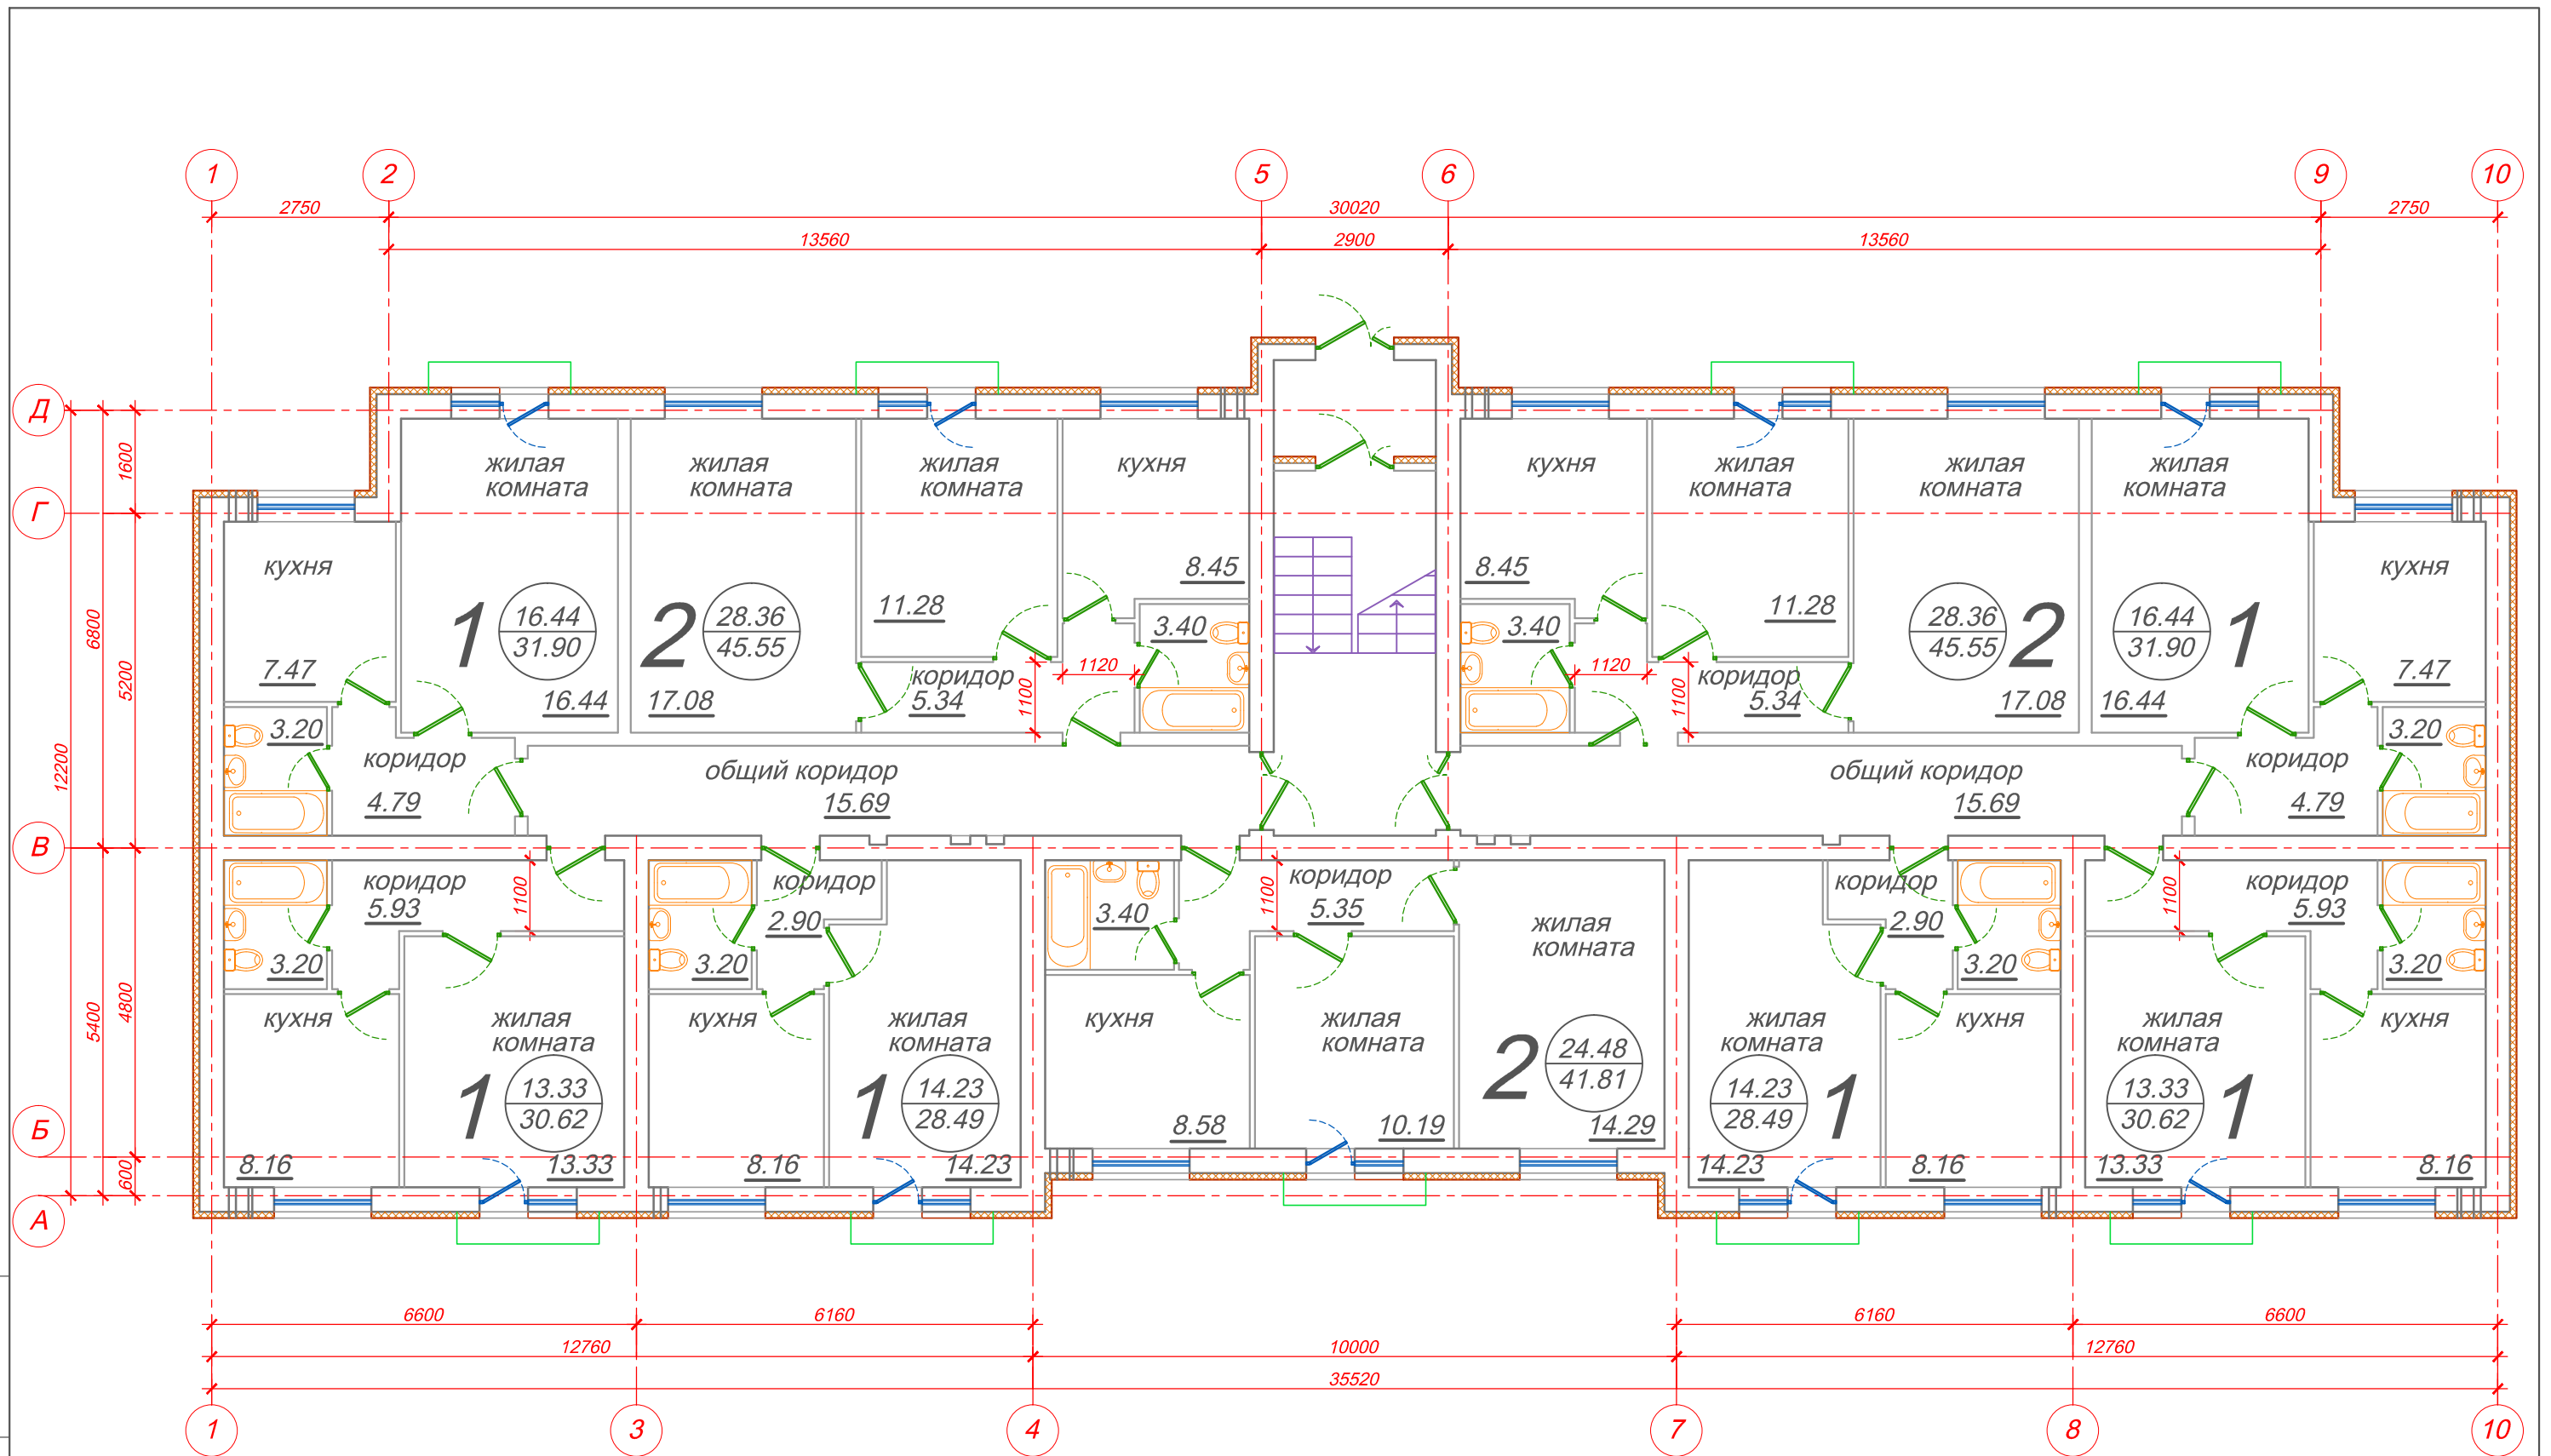 1 2 5 6 9 10
2750 30020 2750
13560 2900 13560
Д
Г
В
Б
А
1600
6800
5200
12200
5400
4800
600
жилая
комната
жилая
комната
жилая
комната
кухня
кухня
жилая
комната
жилая
комната
жилая
комната
кухня
7.47
1
16.44
31.90
16.44
2
28.36
45.55
17.08
11.28
8.45
3.40
1120
коридор
5.34
1100
8.45
3.40
1120
11.28
коридор
5.34
1100
28.36
45.55
2
17.08
16.44
31.90
1
16.44
кухня
7.47
3.20
коридор
4.79
общий коридор
15.69
общий коридор
15.69
коридор
4.79
3.20
коридор
5.93
1100
3.20
кухня
8.16
жилая
комната
1
13.33
30.62
13.33
коридор
2.90
3.20
кухня
8.16
жилая
комната
1
14.23
28.49
14.23
3.40
1100
коридор
5.35
кухня
8.58
жилая
комната
10.19
жилая
комната
2
24.48
41.81
14.29
коридор
2.90
3.20
жилая
комната
14.23
28.49
1
14.23
кухня
8.16
1100
коридор
5.93
3.20
жилая
комната
13.33
30.62
1
13.33
кухня
8.16
6600 6160 6160 6600
12760 10000 12760
35520
1 3 4 7 8 10